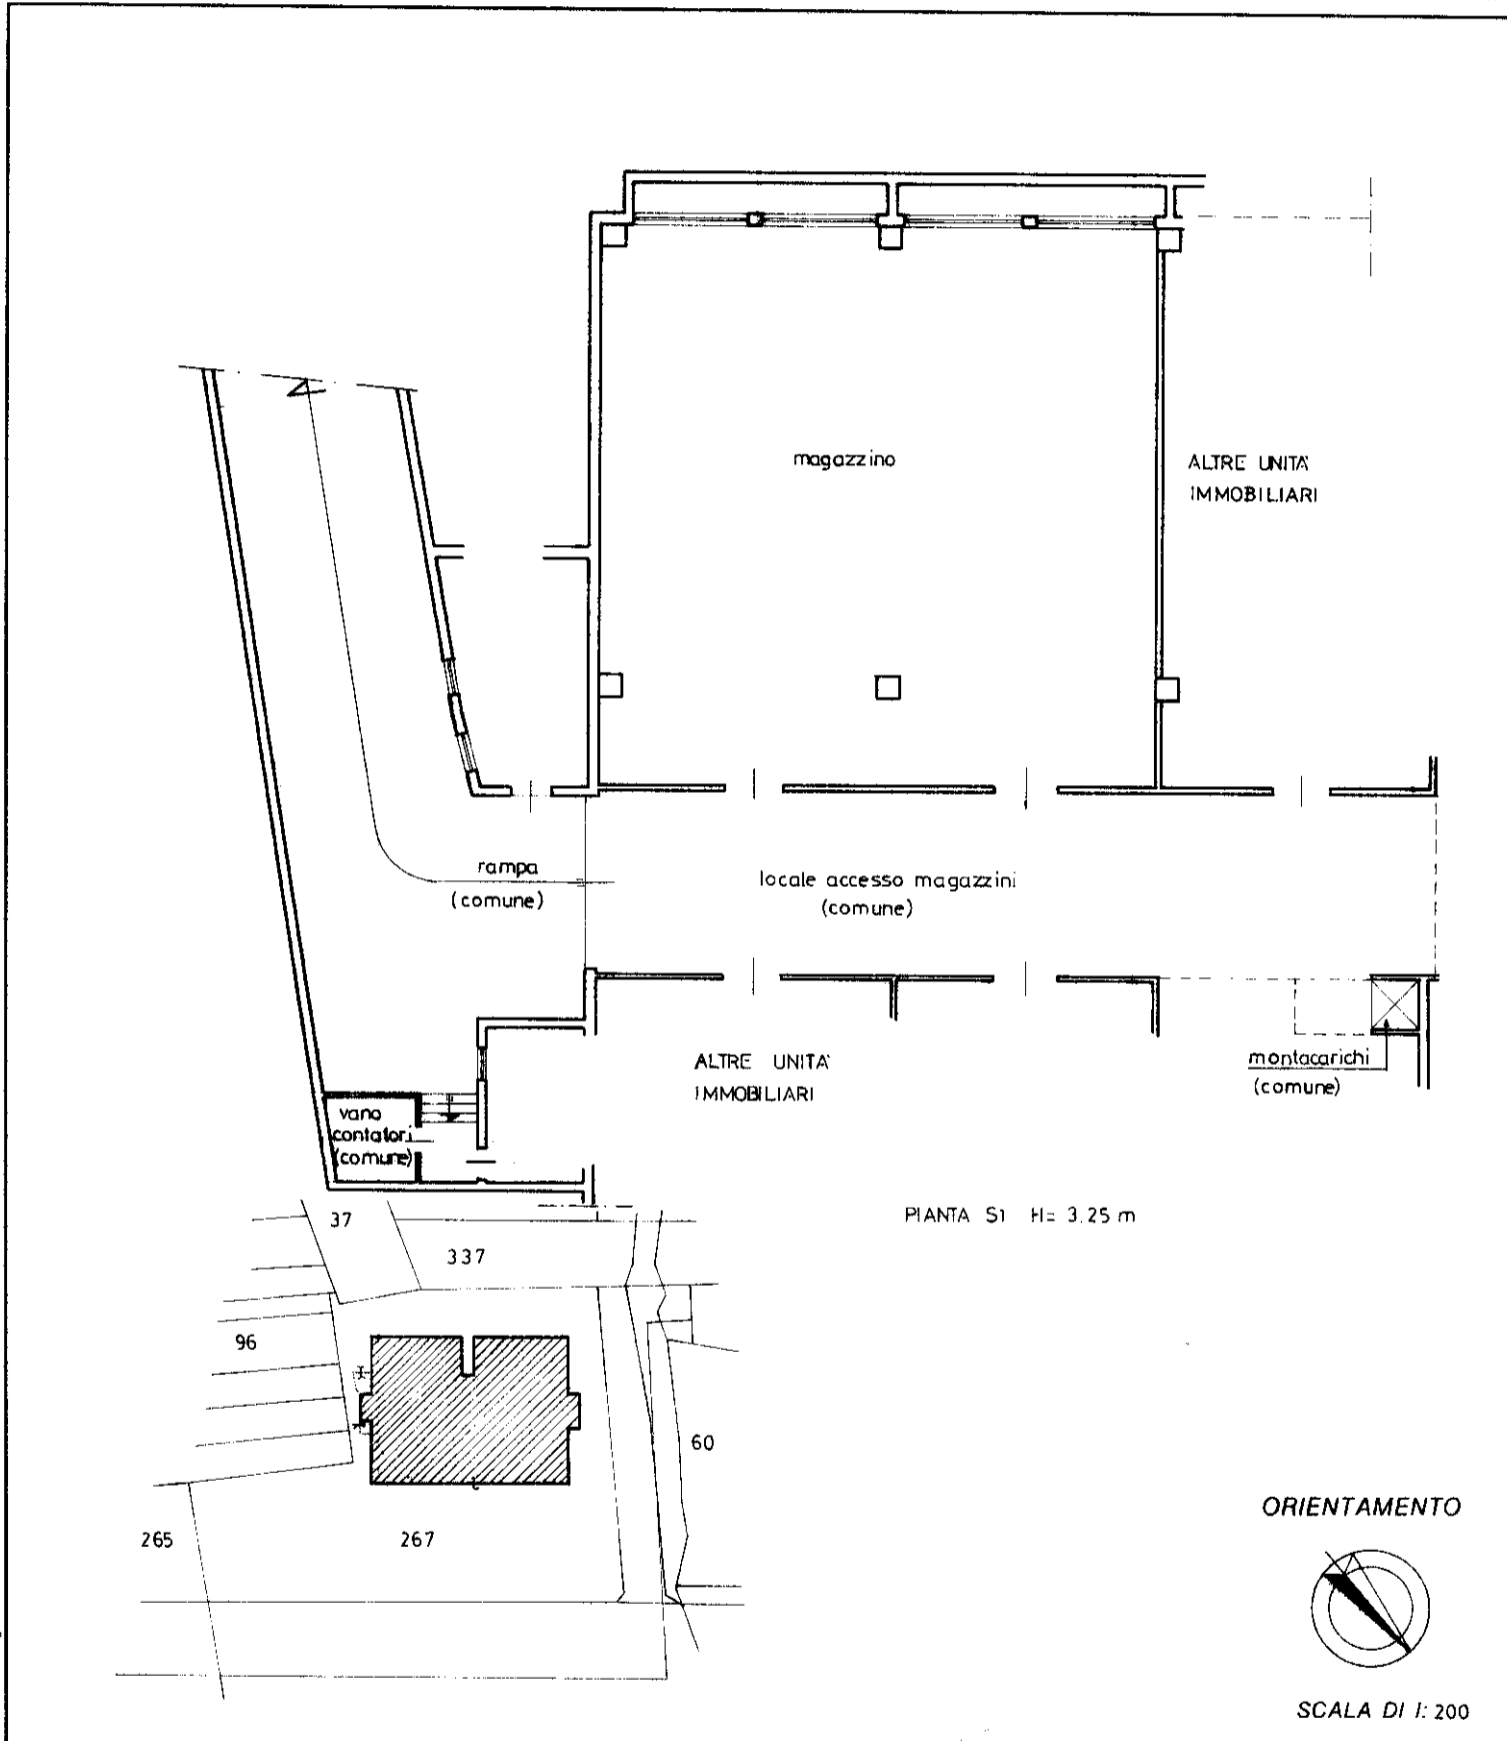 magazzino
ALTRE UNITA'
IMMOBILIARI
rampa
(comune)
locale accesso magazzini
(comune)
ALTRE UNITA'
IMMOBILIARI
montacarichi
(comune)
vano
contatori
(comune)
PIANTA S1 H= 3.25 m
37
337
96
60
265
267
ORIENTAMENTO
SCALA DI 1: 200